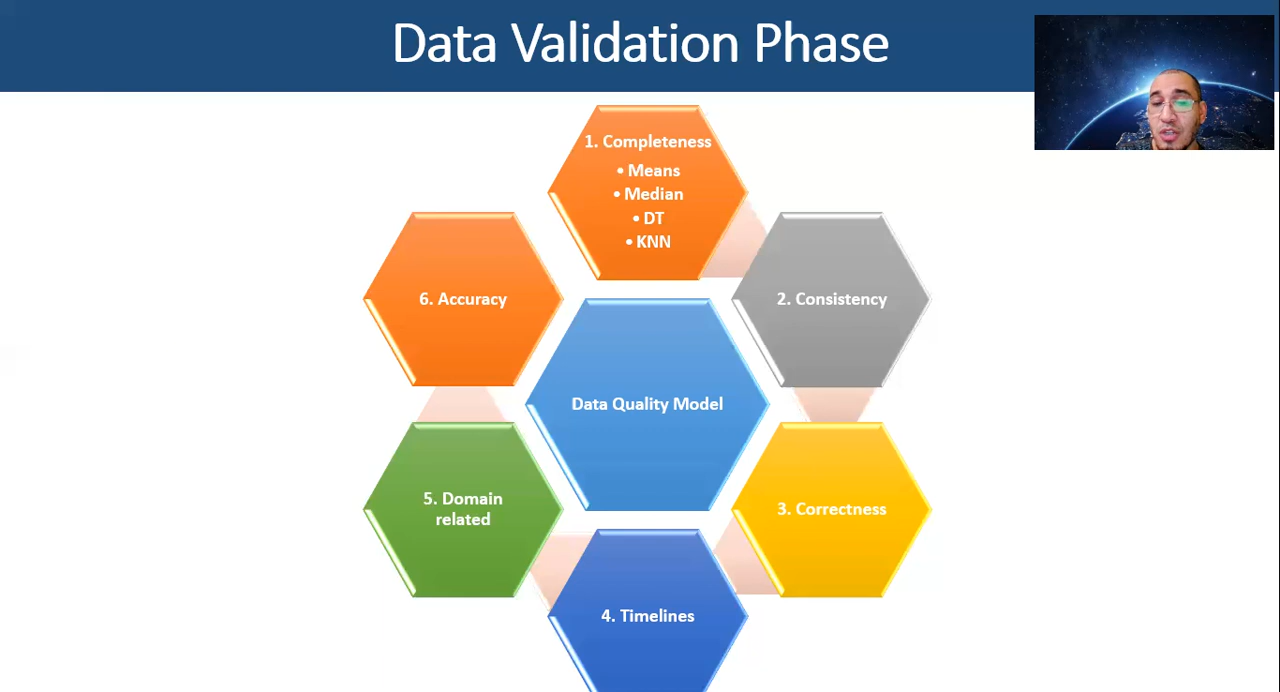 Data Validation Phase
1. Completeness
• Means
• Median
• DT
• KNN
2. Consistency
3. Correctness
4. Timelines
5. Domain
related
6. Accuracy
Data Quality Model